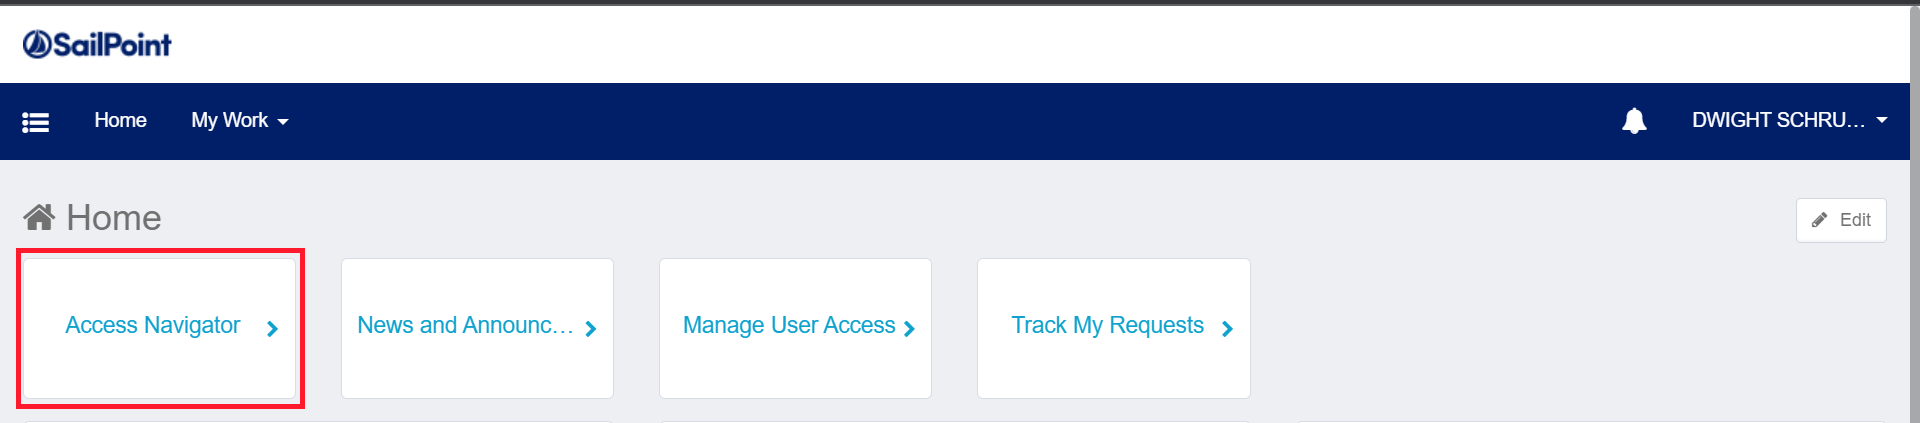 SailPoint
Home
My Work
DWIGHT SCHRU...
Home
Edit
Access Navigator
News and Announc...
Manage User Access
Track My Requests